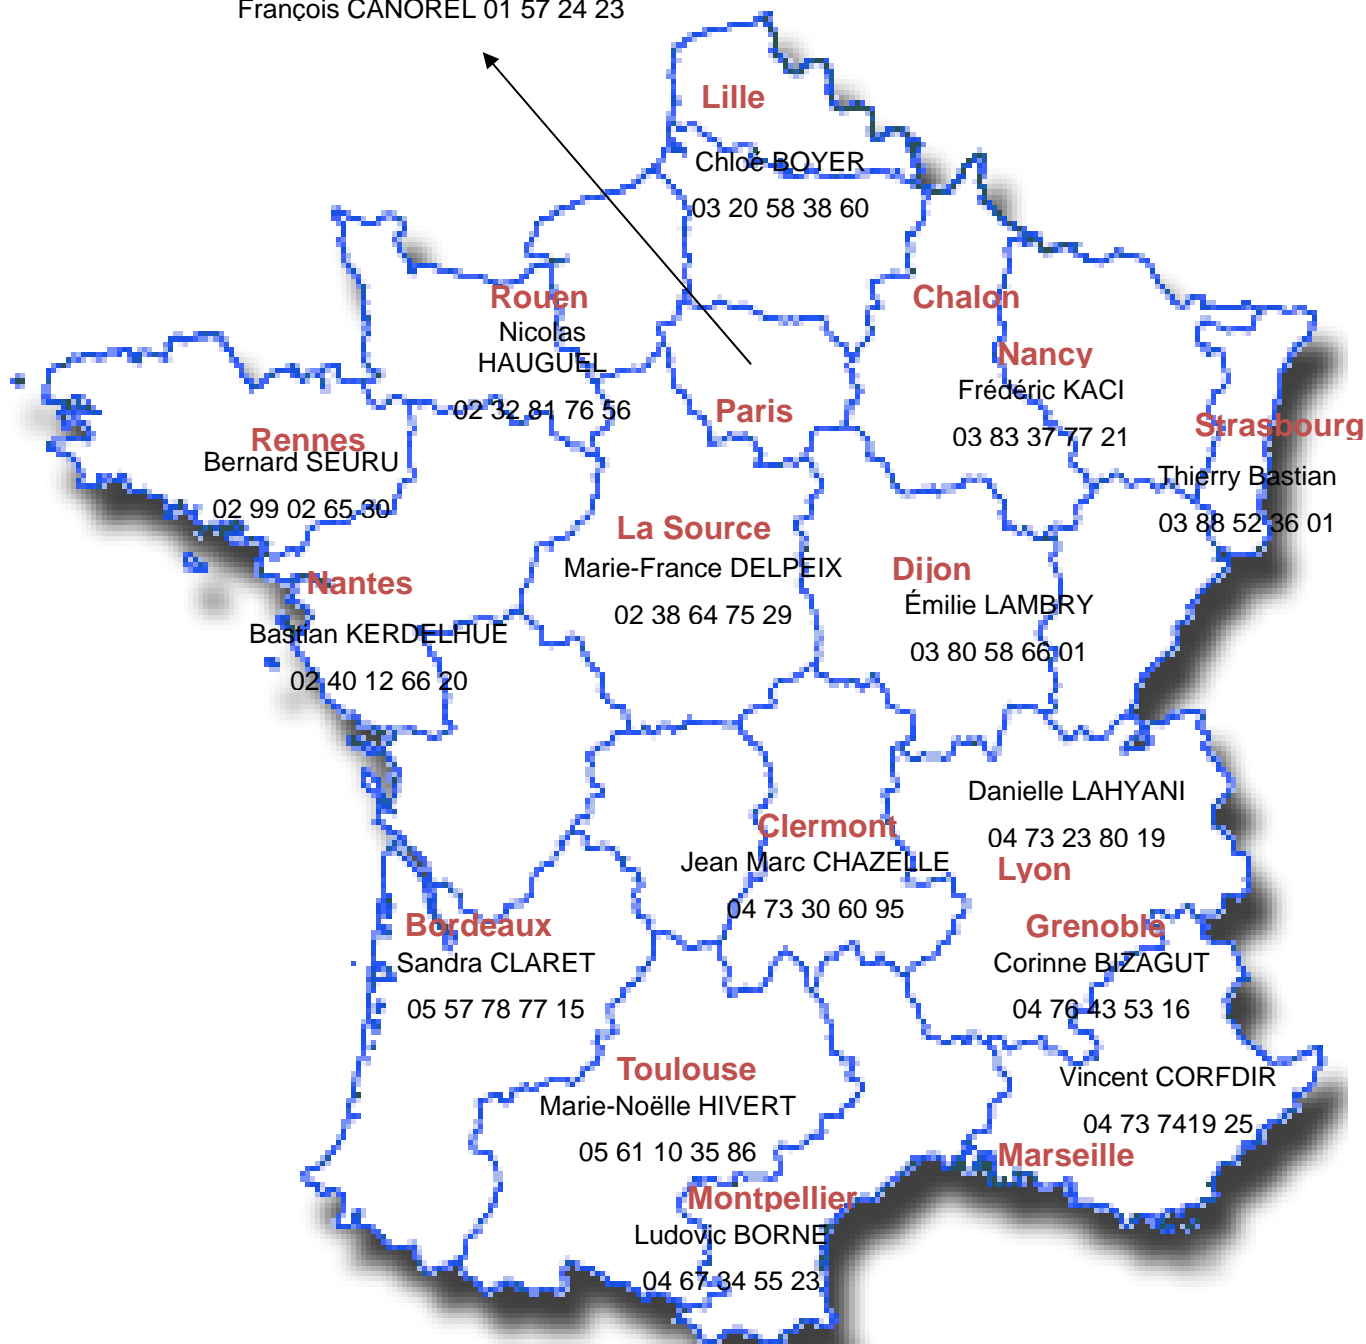 François CANOREL 01 57 24 23
Lille
Chloé BOYER
03 20 58 38 60
Rouen
Nicolas
HAUGUEL
02 32 81 76 56
Chalon
Nancy
Frédéric KACI
03 83 37 77 21
Paris
Strasbourg
Thierry Bastian
03 88 52 36 01
Rennes
Bernard SEURU
02 99 02 65 30
La Source
Marie-France DELPEIX
02 38 64 75 29
Dijon
Émilie LAMBRY
03 80 58 66 01
Nantes
Bastian KERDELHUE
02 40 12 66 20
Danielle LAHYANI
04 73 23 80 19
Lyon
Clermont
Jean Marc CHAZELLE
04 73 30 60 95
Bordeaux
Sandra CLARET
05 57 78 77 15
Grenoble
Corinne BIZAGUT
04 76 43 53 16
Toulouse
Marie-Noëlle HIVERT
05 61 10 35 86
Vincent CORFDIR
04 73 7419 25
Marseille
Montpellier
Ludovic BORNE
04 67 34 55 23